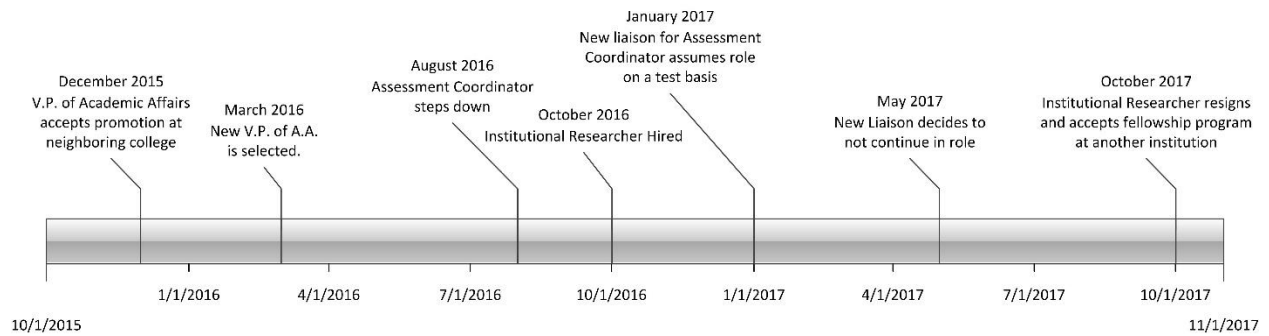 December 2015
V.P. of Academic Affairs
accepts promotion at
neighboring college
March 2016
New V.P. of A.A.
is selected.
August 2016
Assessment Coordinator
steps down
October 2016
Institutional Researcher Hired
January 2017
New liaison for Assessment
Coordinator assumes role
on a test basis
May 2017
New Liaison decides to
not continue in role
October 2017
Institutional Researcher resigns
and accepts fellowship program
at another institution
1/1/2016
4/1/2016
7/1/2016
10/1/2016
1/1/2017
4/1/2017
7/1/2017
10/1/2017
10/1/2015
11/1/2017